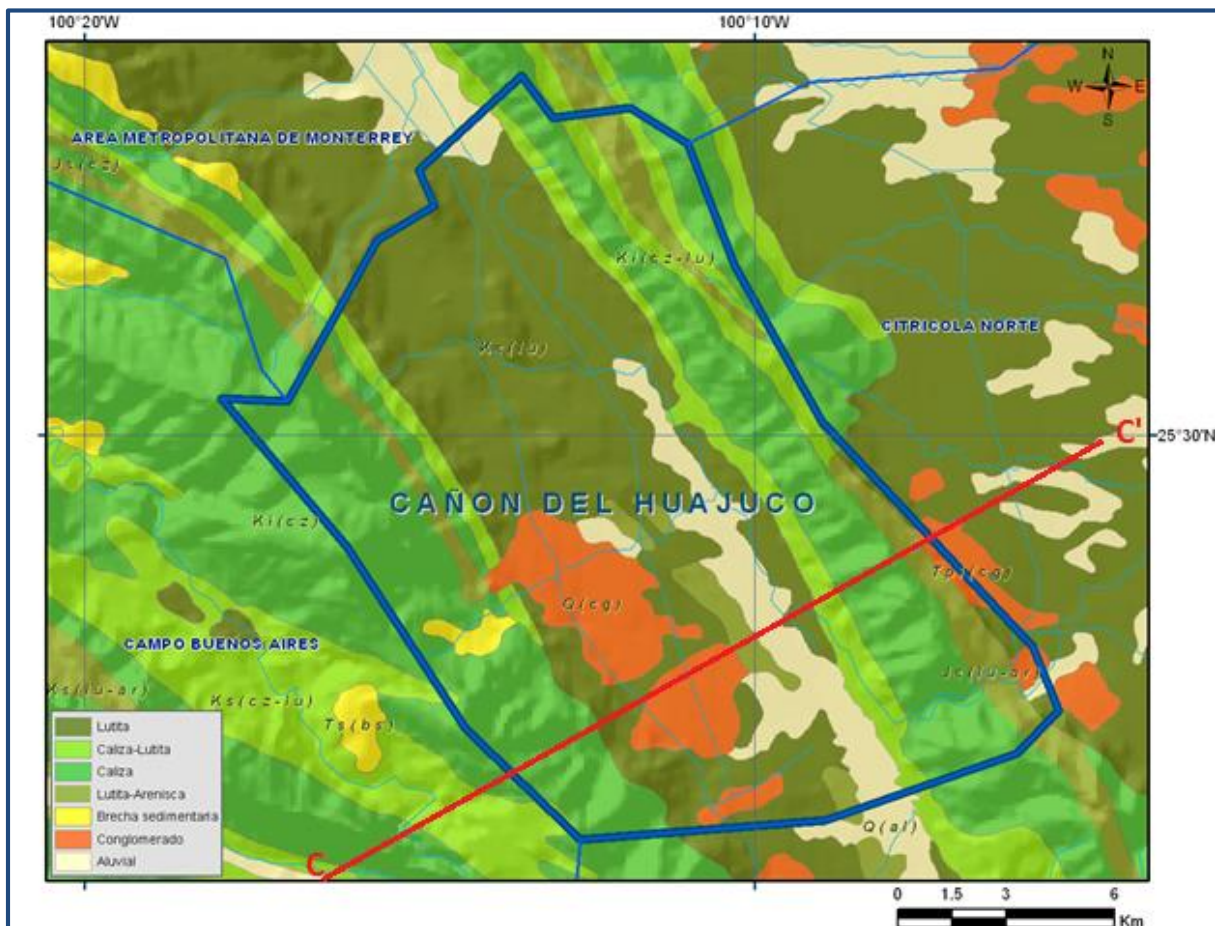 100°20'W
100°10'W
N
W E
S
AREA METROPOLITANA DE MONTERREY
Js(cz)
Ki(cz-lu)
CITRICOLA NORTE
Ks(lu)
C'
25°30'N
CAÑON DEL HUAJUCO
Ki(cz)
Tpl(cg)
Q(cg)
CAMPO BUENOS AIRES
Js(lu-ar)
Ks(lu-ar)
Ks(cz-lu)
Ts(bs)
Lutita
Caliza-Lutita
Caliza
Lutita-Arenisca
Brecha sedimentaria
Conglomerado
Aluvial
Q(al)
C
0 1.5 3 6
Km